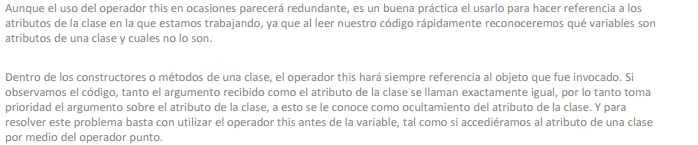 Aunque el uso del operador this en ocasiones parecerá redundante, es un buena práctica el usarlo para hacer referencia a los
atributos de la clase en la que estamos trabajando, ya que al leer nuestro código rápidamente reconoceremos qué variables son
atributos de una clase y cuales no lo son.
Dentro de los constructores o métodos de una clase, el operador this hará siempre referencia al objeto que fue invocado. Si
observamos el código, tanto el argumento recibido como el atributo de la clase se llaman exactamente igual, por lo tanto toma
prioridad el argumento sobre el atributo de la clase, a esto se le conoce como ocultamiento del atributo de la clase. Y para
resolver este problema basta con utilizar el operador this antes de la variable, tal como si accediéramos al atributo de una clase
por medio del operador punto.